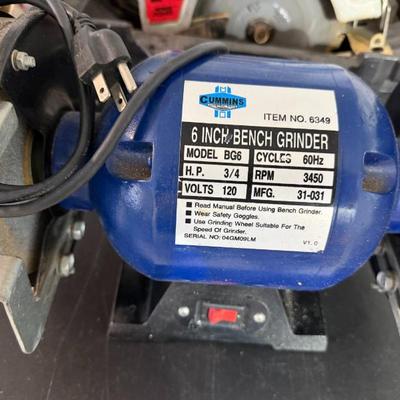 CUMMINS
ITEM NO. 6349
6 INCH BENCH GRINDER
MODEL BG6 CYCLES 60Hz
H.P. 3/4 RPM 3450
VOLTS 120 MFG. 31-031
■ Read Manual Before Using Bench Grinder.
■ Wear Safety Goggles.
■ Use Grinding Wheel Suitable For The
Speed Of Grinder.
SERIAL NO: 04GM09LM V1.0